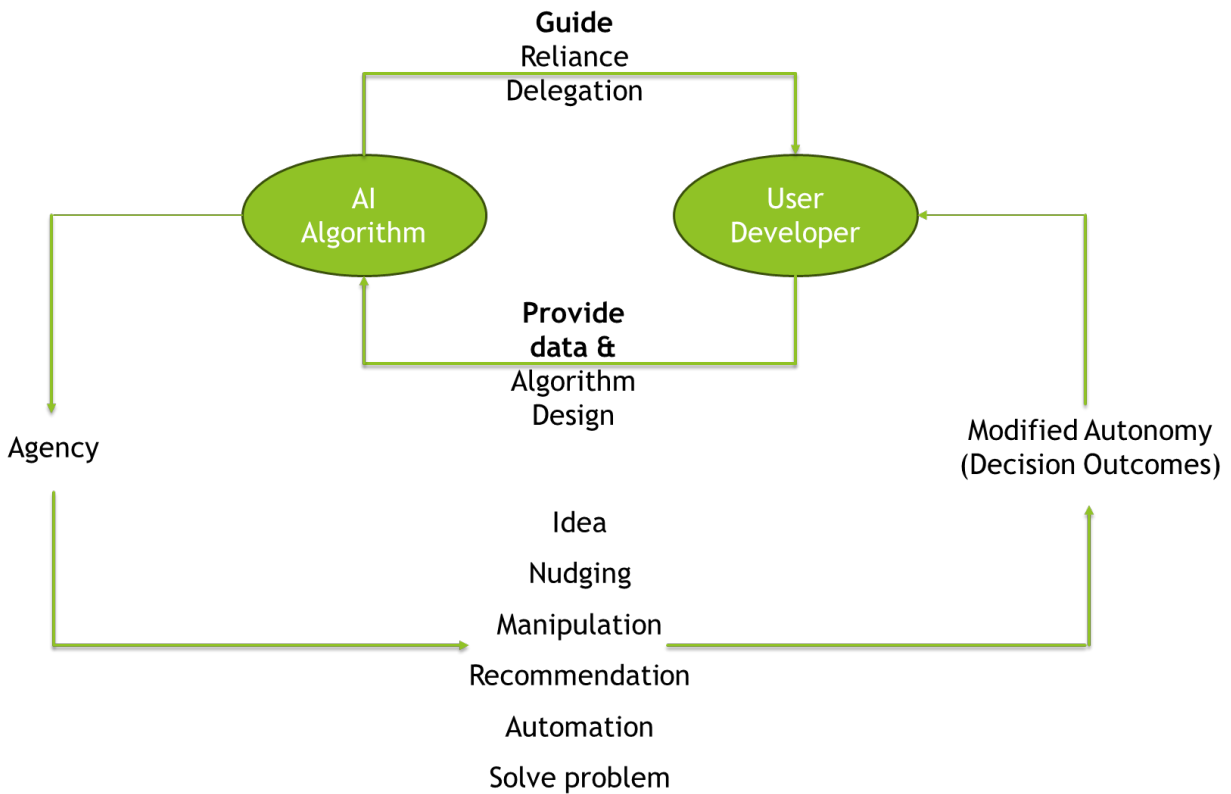 Guide
Reliance
Delegation
AI
Algorithm
User
Developer
Provide
data &
Algorithm
Design
Agency
Modified Autonomy
(Decision Outcomes)
Idea
Nudging
Manipulation
Recommendation
Automation
Solve problem